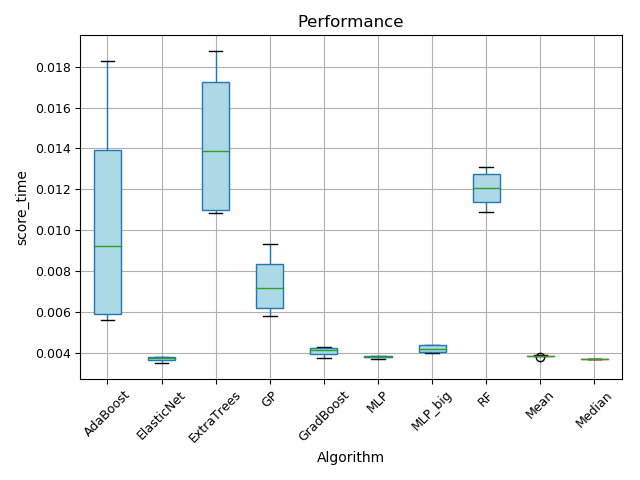 Performance
0.018
0.016
0.014
0.012
0.010
0.008
0.006
0.004
score_time
AdaBoost
ElasticNet
ExtraTrees
GP
GradBoost
MLP
MLP_big
RF
Mean
Median
Algorithm